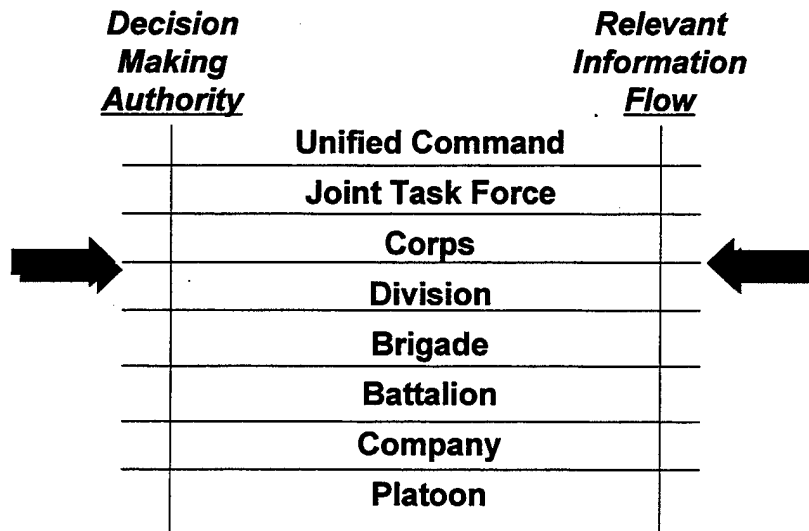 Decision
Making
Authority
Relevant
Information
Flow
Unified Command
Joint Task Force
Corps
Division
Brigade
Battalion
Company
Platoon